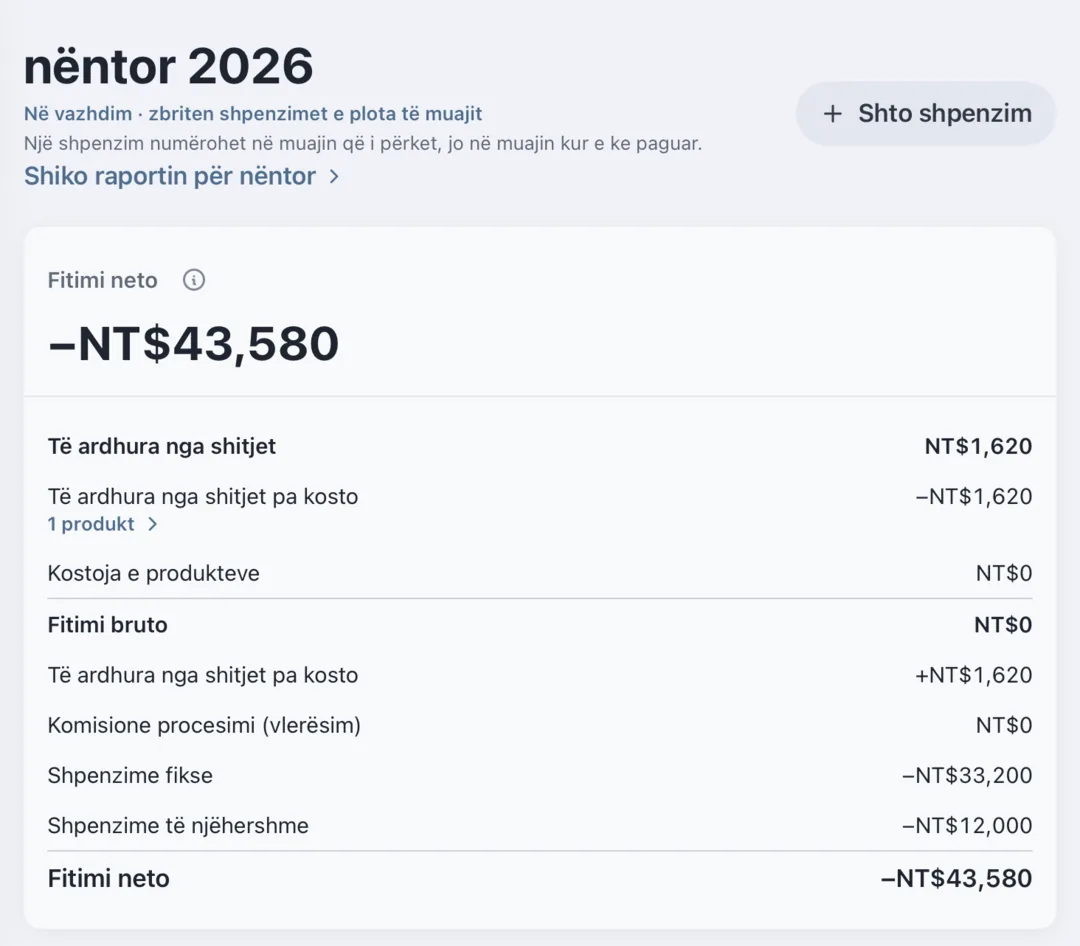 nëntor 2026
Në vazhdim · zbriten shpenzimet e plota të muajit
Një shpenzim numërohet në muajin që i përket, jo në muajin kur e ke paguar.
Shiko raportin për nëntor
+ Shto shpenzim
Fitimi neto
–NT$43,580
Të ardhura nga shitjet NT$1,620
Të ardhura nga shitjet pa kosto –NT$1,620
1 produkt
Kostoja e produkteve NT$0
Fitimi bruto NT$0
Të ardhura nga shitjet pa kosto +NT$1,620
Komisione procesimi (vlerësim) NT$0
Shpenzime fikse –NT$33,200
Shpenzime të njëhershme –NT$12,000
Fitimi neto –NT$43,580